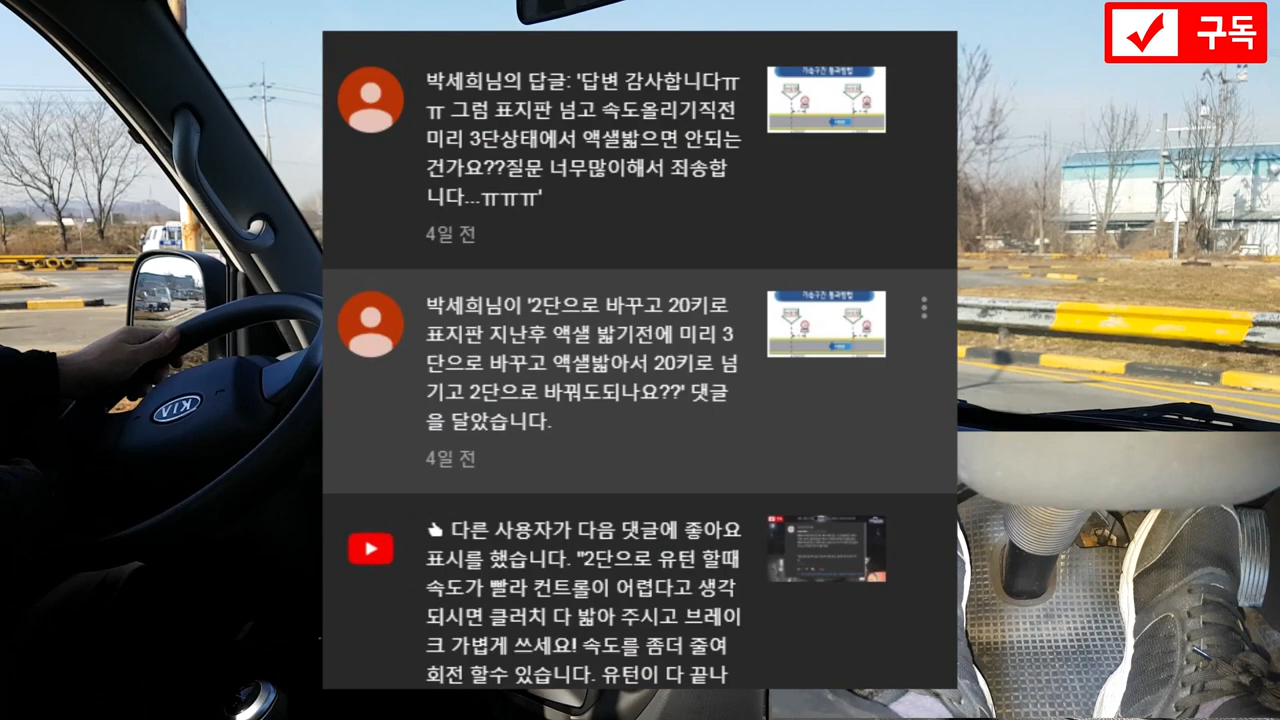 구독
박세희님의 답글: '답변 감사합니다ㅠ
ㅠ 그럼 표지판 넘고 속도올리기직전
미리 3단상태에서 액샐밟으면 안되는
건가요??질문 너무많이해서 죄송합
니다...ㅠㅠㅠ'
4일 전
박세희님이 '2단으로 바꾸고 20키로
표지판 지난후 액샐 밟기전에 미리 3
단으로 바꾸고 액샐밟아서 20키로 넘
기고 2단으로 바꿔도되나요??' 댓글
을 달았습니다.
4일 전
다른 사용자가 다음 댓글에 좋아요
표시를 했습니다. "2단으로 유턴 할때
속도가 빨라 컨트롤이 어렵다고 생각
되시면 클러치 다 밟아 주시고 브레이
크 가볍게 쓰세요! 속도를 좀더 줄여
회전 할수 있습니다. 유턴이 다 끝나
KIA